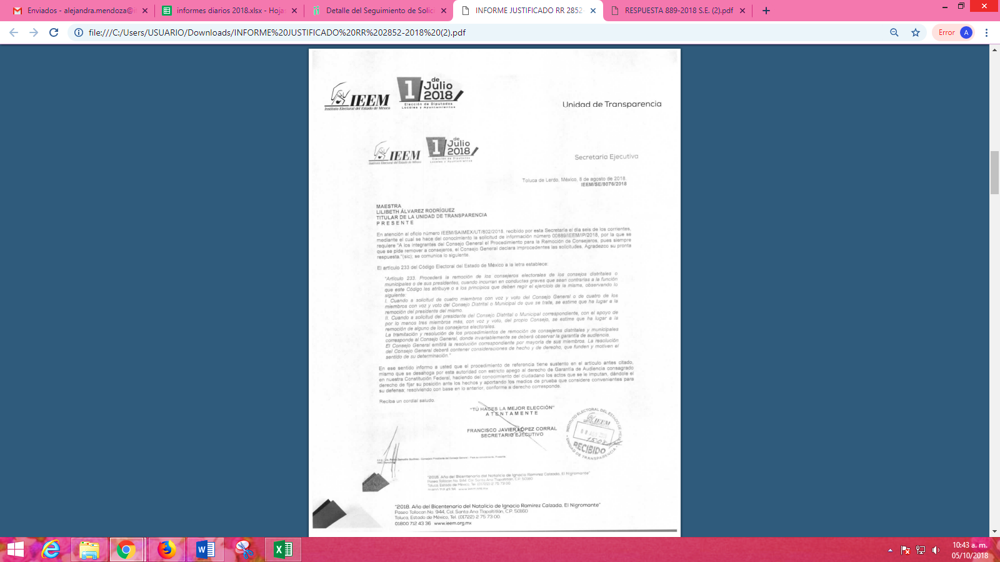 Enviados - alejandra.mendoza@i
informes diarios 2018.xlsx - Hojas
Detalle del Seguimiento de Solici
INFORME JUSTIFICADO RR 2852-
RESPUESTA 889-2018 S.E. (2).pdf
file:///C:/Users/USUARIO/Downloads/INFORME%20JUSTIFICADO%20RR%202852-2018%20(2).pdf
Error
A
IEEM
Instituto Electoral del Estado de México
1 de Julio 2018
Elección de Diputados
Locales y Ayuntamientos
Unidad de Transparencia
IEEM
Instituto Electoral del Estado de México
1 de Julio 2018
Elección de Diputados
Locales y Ayuntamientos
Secretaría Ejecutiva
Toluca de Lerdo, México, 8 de agosto de 2018.
IEEM/SE/8076/2018
MAESTRA
LILIBETH ÁLVAREZ RODRÍGUEZ
TITULAR DE LA UNIDAD DE TRANSPARENCIA
P R E S E N T E
En atención al oficio número IEEM/SAIMEX/UT/802/2018, recibido por esta Secretaría el día seis de los corrientes,
mediante el cual se hace del conocimiento la solicitud de información número 00889/IEEM/IP/2018, por la que se
requiere "A los integrantes del Consejo General el Procedimiento para la Remoción de Consejeros, pues siempre
que se pide remover a consejeros, el Consejo General declara improcedentes las solicitudes. Agradezco su pronta
respuesta."(sic); se comunica lo siguiente.
El artículo 233 del Código Electoral del Estado de México a la letra establece:
"Artículo 233. Procederá la remoción de los consejeros electorales de los consejos distritales o
municipales o de sus presidentes, cuando incurran en conductas graves que sean contrarias a la función
que este Código les atribuye o a los principios que deben regir el ejercicio de la misma, observando lo
siguiente:
I. Cuando a solicitud de cuatro miembros con voz y voto del Consejo General o de cuatro de los
miembros con voz y voto del Consejo Distrital o Municipal de que se trate, se estime que ha lugar a la
remoción del presidente del mismo.
II. Cuando a solicitud del presidente del Consejo Distrital o Municipal correspondiente, con el apoyo de
por lo menos tres miembros más, con voz y voto, del propio Consejo, se estime que ha lugar a la
remoción de alguno de los consejeros electorales.
La tramitación y resolución de los procedimientos de remoción de consejeros distritales y municipales
corresponde al Consejo General, donde invariablemente se deberá observar la garantía de audiencia.
El Consejo General emitirá la resolución correspondiente por mayoría de sus miembros. La resolución
del Consejo General deberá contener consideraciones de hecho y de derecho, que funden y motiven el
sentido de su determinación."
En ese sentido informo a usted que el procedimiento de referencia tiene sustento en el artículo antes citado,
mismo que se desahoga por esta autoridad con estricto apego al derecho de Garantía de Audiencia consagrado
en nuestra Constitución Federal, haciendo del conocimiento del ciudadano los actos que se le imputan, dándole el
derecho de fijar su posición ante los hechos y aportando los medios de prueba que considere convenientes para
su defensa; resolviendo con base en lo anterior, conforme a derecho corresponde.
Reciba un cordial saludo.
"TÚ HACES LA MEJOR ELECCIÓN"
A T E N T A M E N T E
FRANCISCO JAVIER LÓPEZ CORRAL
SECRETARIO EJECUTIVO
INSTITUTO ELECTORAL DEL ESTADO DE MÉXICO
IEEM
08
15:08
RECIBIDO
UNIDAD DE TRANSPARENCIA
"2018. Año del Bicentenario del Natalicio de Ignacio Ramírez Calzada, El Nigromante"
Paseo Tollocan No. 944, Col. Santa Ana Tlapaltitlán, C.P. 50160
Toluca, Estado de México, Tel. (01722) 2 75 73 00
"2018. Año del Bicentenario del Natalicio de Ignacio Ramírez Calzada, El Nigromante"
Paseo Tollocan No. 944, Col. Santa Ana Tlapaltitlán, C.P. 50160
Toluca, Estado de México, Tel. (01722) 2 75 73 00
01800 712 43 36 www.ieem.org.mx
10:43 a. m.
05/10/2018